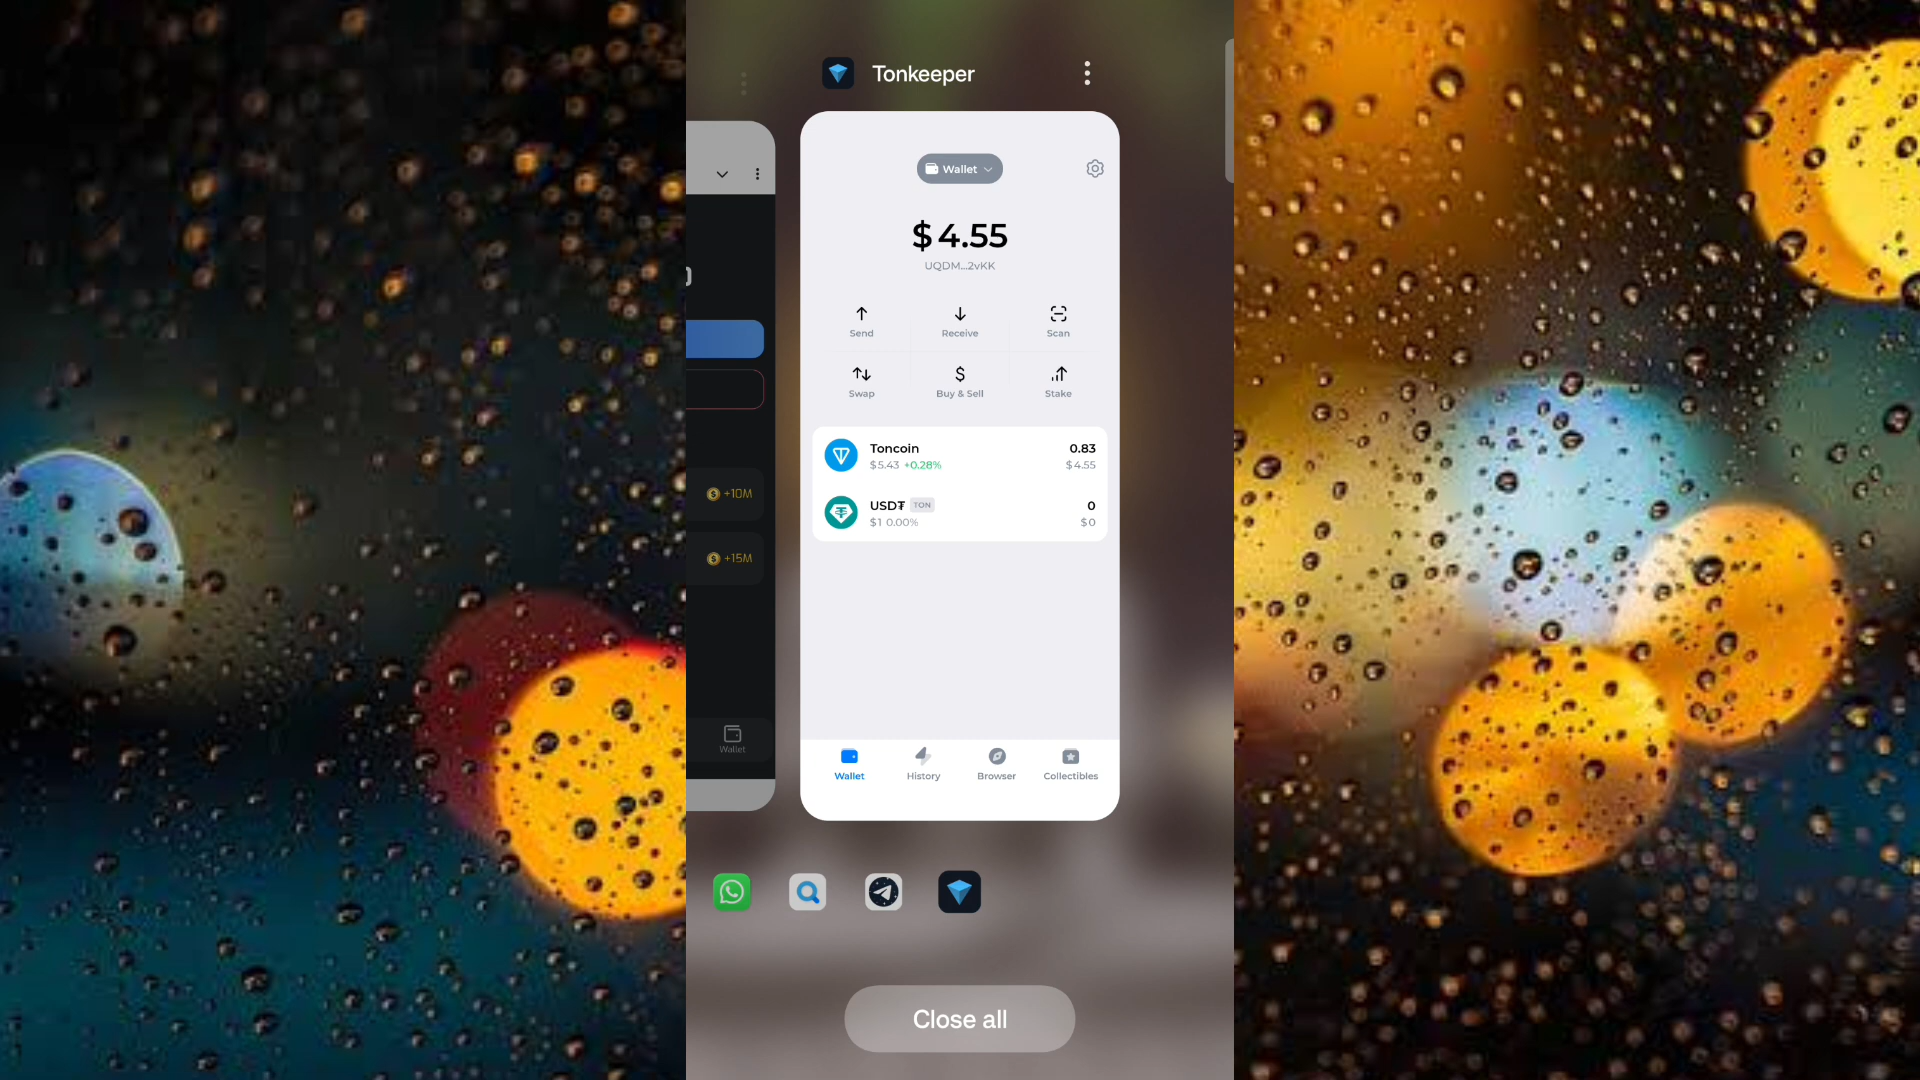 Tonkeeper
Wallet
$ 4.55
UQDM...2vKK
Send
Receive
Scan
Swap
Buy & Sell
Stake
Toncoin
0.83
$5.43 +0.28%
$4.55
USD₮ TON
0
$1 0.00%
$0
+10M
+15M
Wallet
Wallet
History
Browser
Collectibles
Close all